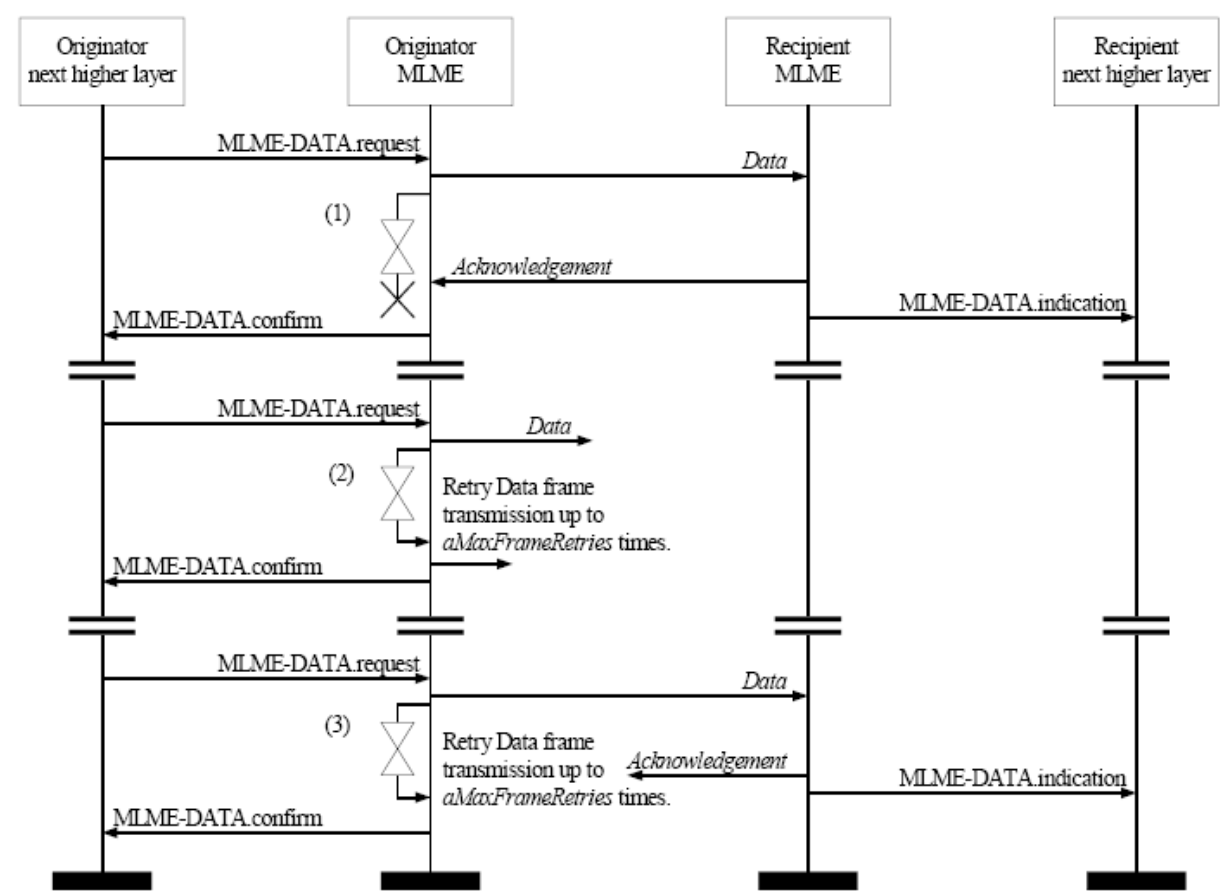 Originator
next higher layer
Originator
MLME
Recipient
MLME
Recipient
next higher layer
MLME-DATA.request
Data
(1)
Acknowledgement
MLME-DATA.indication
MLME-DATA.confirm
MLME-DATA.request
Data
(2)
Retry Data frame
transmission up to
aMaxFrameRetries times.
MLME-DATA.confirm
MLME-DATA.request
Data
(3)
Retry Data frame
transmission up to
aMaxFrameRetries times.
Acknowledgement
MLME-DATA.indication
MLME-DATA.confirm